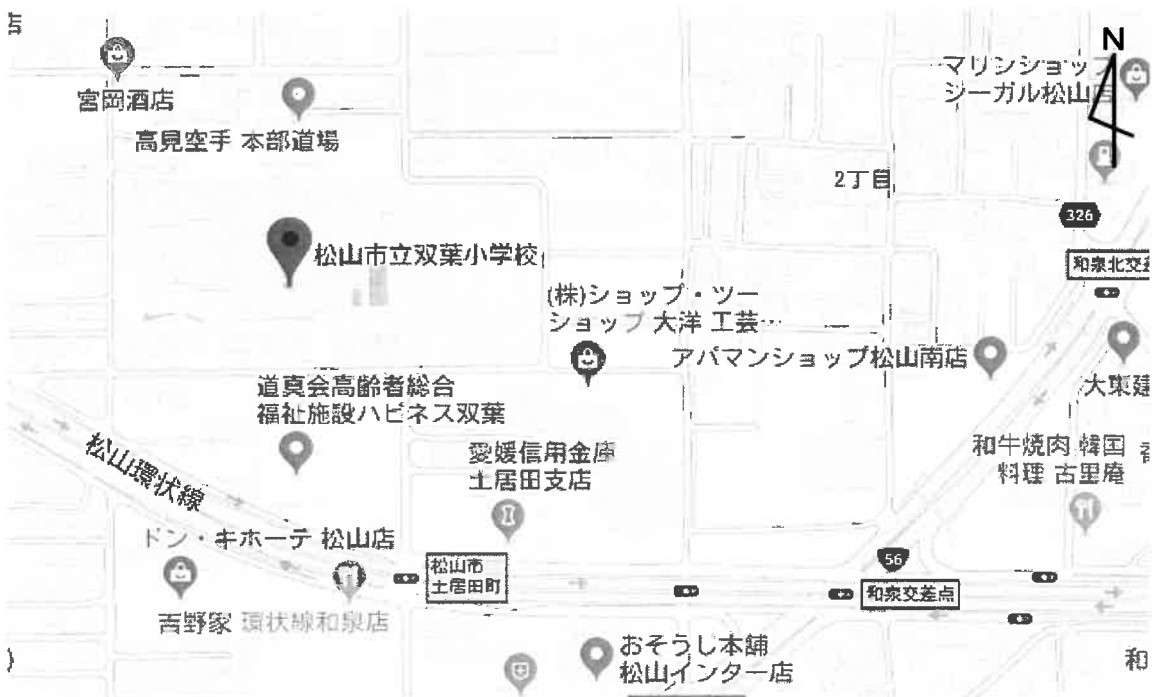 店
N
マリンショップ
シーガル松山店
宮岡酒店
高見空手 本部道場
2丁目
326
松山市立双葉小学校
和泉北交差
(株)ショップ・ツー
ショップ 大洋 工芸…
アパマンショップ松山南店
大東建
道真会高齢者総合
福祉施設ハピネス双葉
愛媛信用金庫
土居田支店
和牛焼肉 韓国
料理 古里庵
松山環状線
ドン・キホーテ 松山店
松山市
土居田町
56
和泉交差点
吉野家 環状線和泉店
おそうじ本舗
松山インター店
和